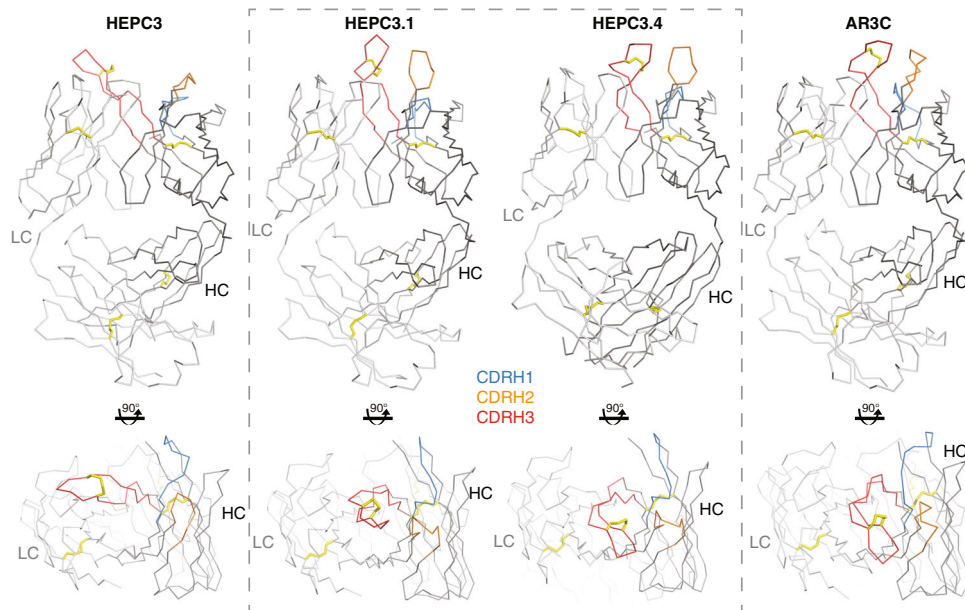 HEPC3 HEPC3.1 HEPC3.4 AR3C
LC LC LC LC
HC HC HC HC
CDRH1
CDRH2
CDRH3
90° 90° 90° 90°
HC HC HC HC
LC LC LC LC